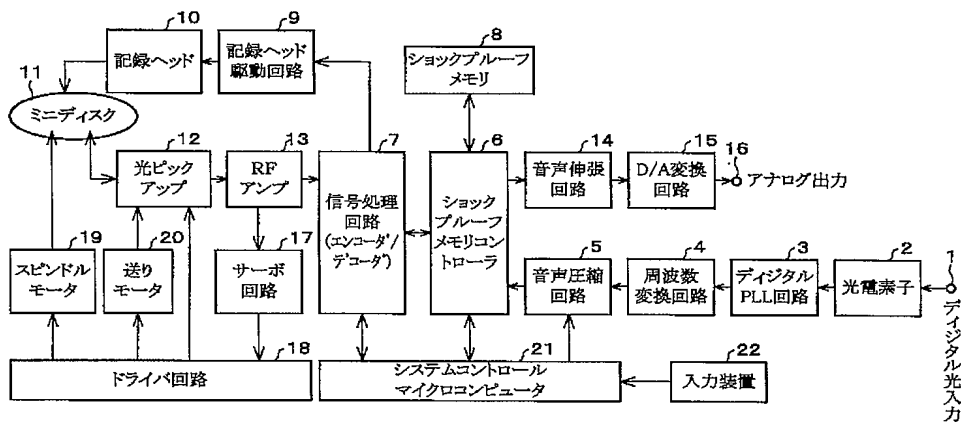 10
記録ヘッド
9
記録ヘッド
駆動回路
8
ショックプルーフ
メモリ
11
ミニディスク
12
光ピック
アップ
13
RF
アンプ
7
信号処理
回路
(エンコーダ/
デコーダ)
6
ショック
プルーフ
メモリコン
トローラ
14
音声伸張
回路
15
D/A変換
回路
16
アナログ出力
19
スピンドル
モータ
20
送り
モータ
17
サーボ
回路
5
音声圧縮
回路
4
周波数
変換回路
3
ディジタル
PLL回路
2
光電素子
1
ディジタル光入力
18
ドライバ回路
21
システムコントロール
マイクロコンピュータ
22
入力装置